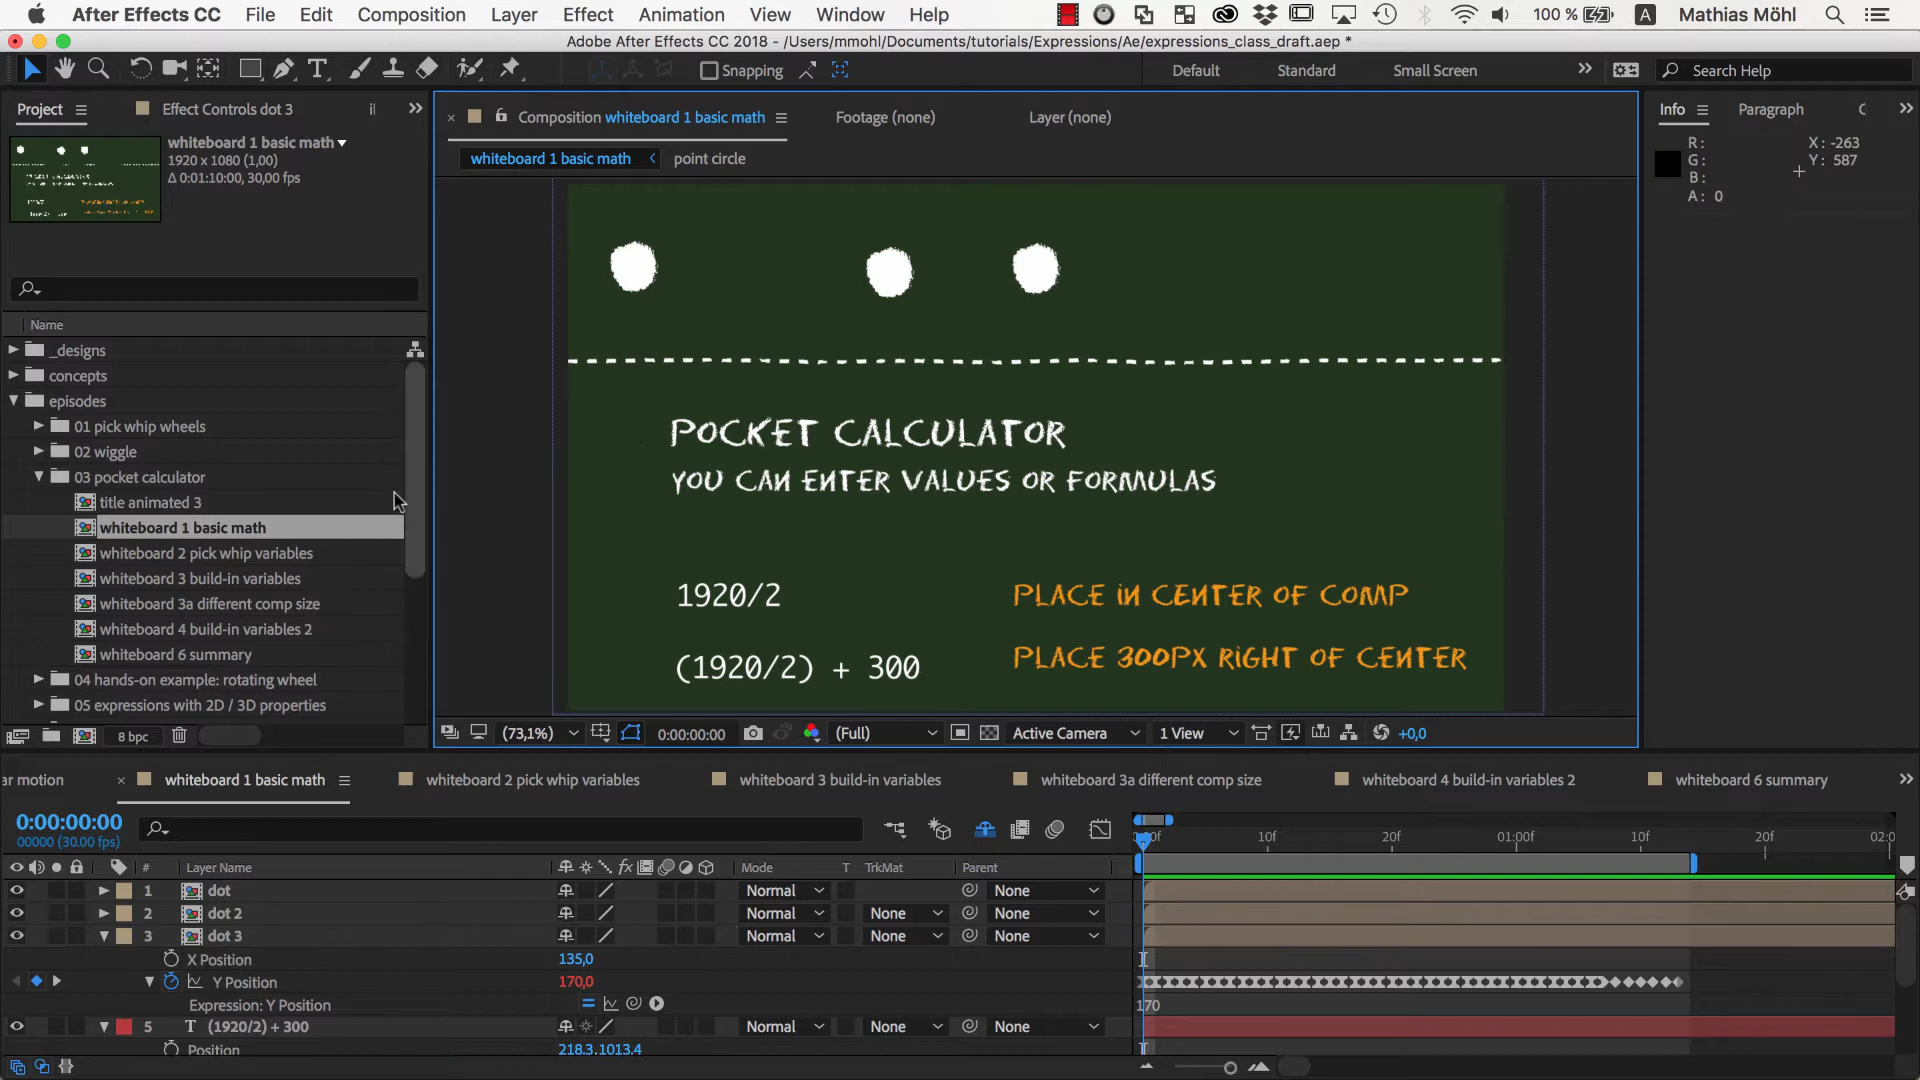 After Effects CC File Edit Composition Layer Effect Animation View Window Help 100 % A Mathias Möhl
Adobe After Effects CC 2018 - /Users/mmohl/Documents/tutorials/Expressions/Ae/expressions_class_draft.aep *
Snapping Default Standard Small Screen Search Help
Project Effect Controls dot 3
whiteboard 1 basic math
1920 x 1080 (1,00)
Δ 0:01:10:00, 30,00 fps
Composition whiteboard 1 basic math Footage (none) Layer (none)
whiteboard 1 basic math point circle
Info Paragraph
R: X: -263
G: Y: 587
B:
A: 0
Name
_designs
concepts
episodes
01 pick whip wheels
02 wiggle
03 pocket calculator
title animated 3
whiteboard 1 basic math
whiteboard 2 pick whip variables
whiteboard 3 build-in variables
whiteboard 3a different comp size
whiteboard 4 build-in variables 2
whiteboard 6 summary
04 hands-on example: rotating wheel
05 expressions with 2D / 3D properties
8 bpc
POCKET CALCULATOR
YOU CAN ENTER VALUES OR FORMULAS
1920/2 PLACE IN CENTER OF COMP
(1920/2) + 300 PLACE 300PX RIGHT OF CENTER
(73,1%) 0:00:00:00 (Full) Active Camera 1 View +0,0
ar motion whiteboard 1 basic math whiteboard 2 pick whip variables whiteboard 3 build-in variables whiteboard 3a different comp size whiteboard 4 build-in variables 2 whiteboard 6 summary
0:00:00:00
00000 (30.00 fps)
10f 20f 01:00f 10f 20f 02:0
# Layer Name fx Mode T TrkMat Parent
1 dot Normal None
2 dot 2 Normal None None
3 dot 3 Normal None None
X Position 135,0
Y Position 170,0
Expression: Y Position 170
5 T (1920/2) + 300 Normal None None
Position 218,3,1013,4